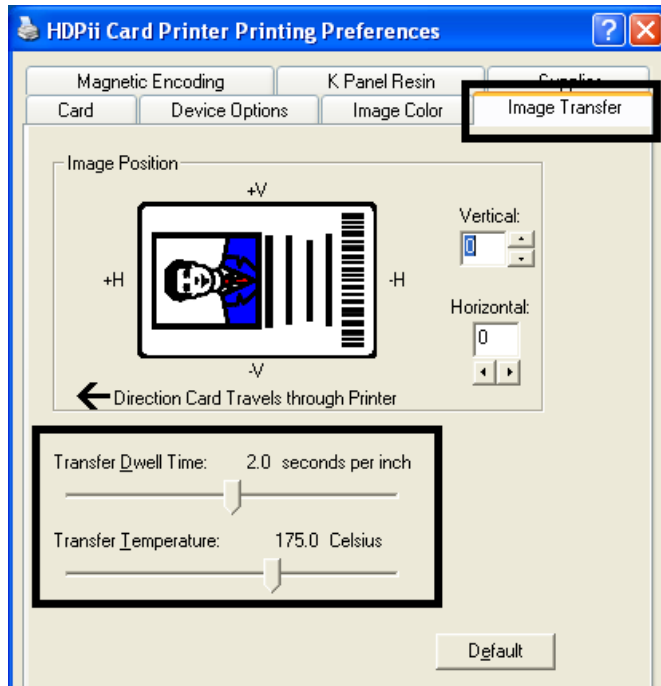 HDPii Card Printer Printing Preferences
Magnetic Encoding K Panel Resin Supplies
Card Device Options Image Color Image Transfer
Image Position
+V
Vertical:
0
+H -H
Horizontal:
0
-V
Direction Card Travels through Printer
Transfer Dwell Time: 2.0 seconds per inch
Transfer Temperature: 175.0 Celsius
Default